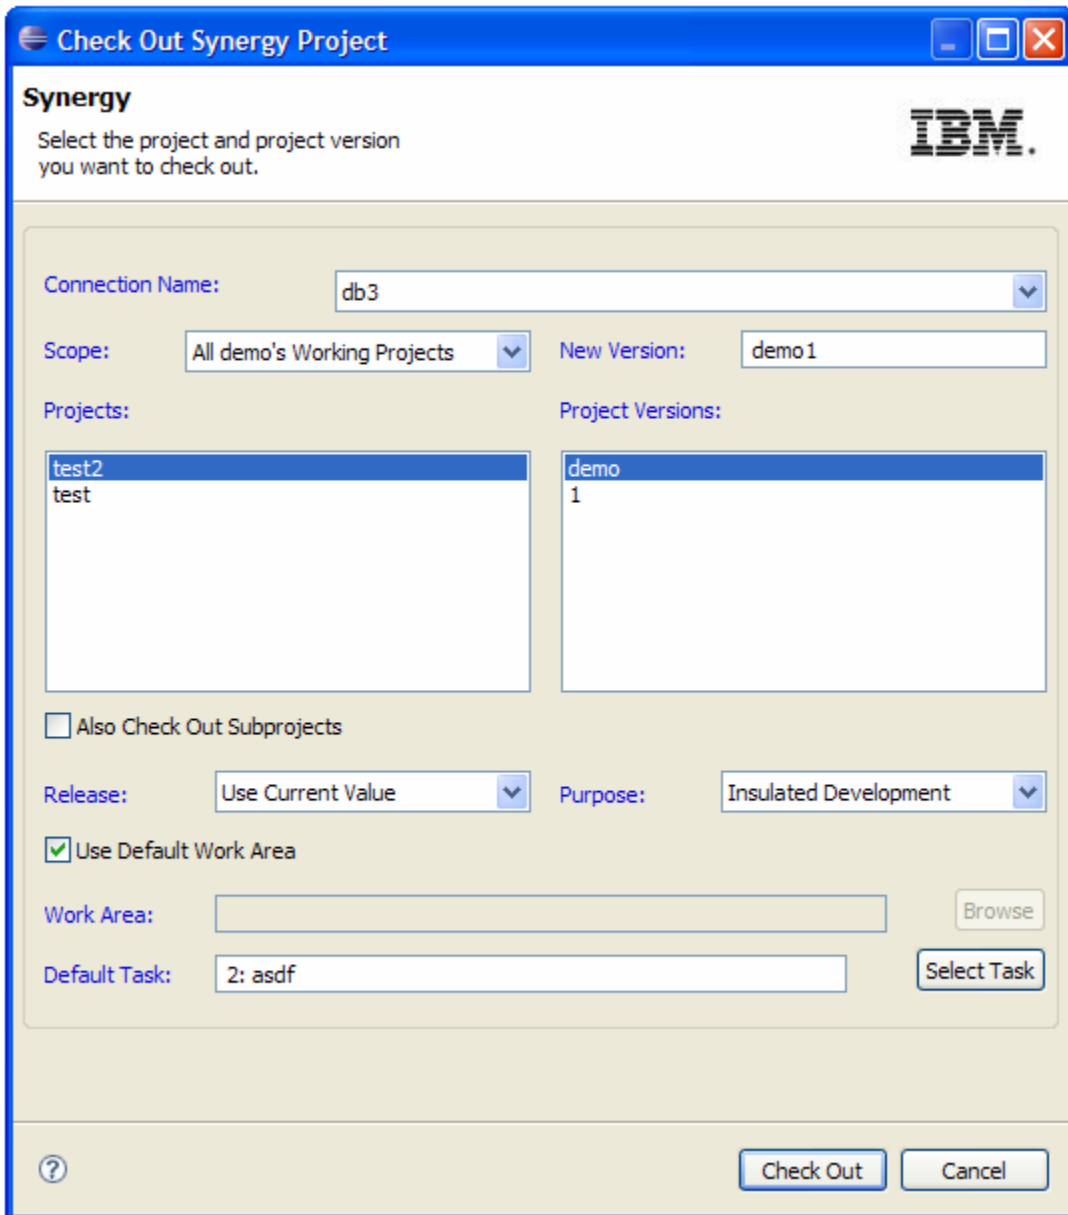 Check Out Synergy Project
Synergy
Select the project and project version
you want to check out.
IBM.
Connection Name: db3
Scope: All demo's Working Projects New Version: demo1
Projects: Project Versions:
test2 demo
test 1
Also Check Out Subprojects
Release: Use Current Value Purpose: Insulated Development
Use Default Work Area
Work Area: Browse
Default Task: 2: asdf Select Task
? Check Out Cancel